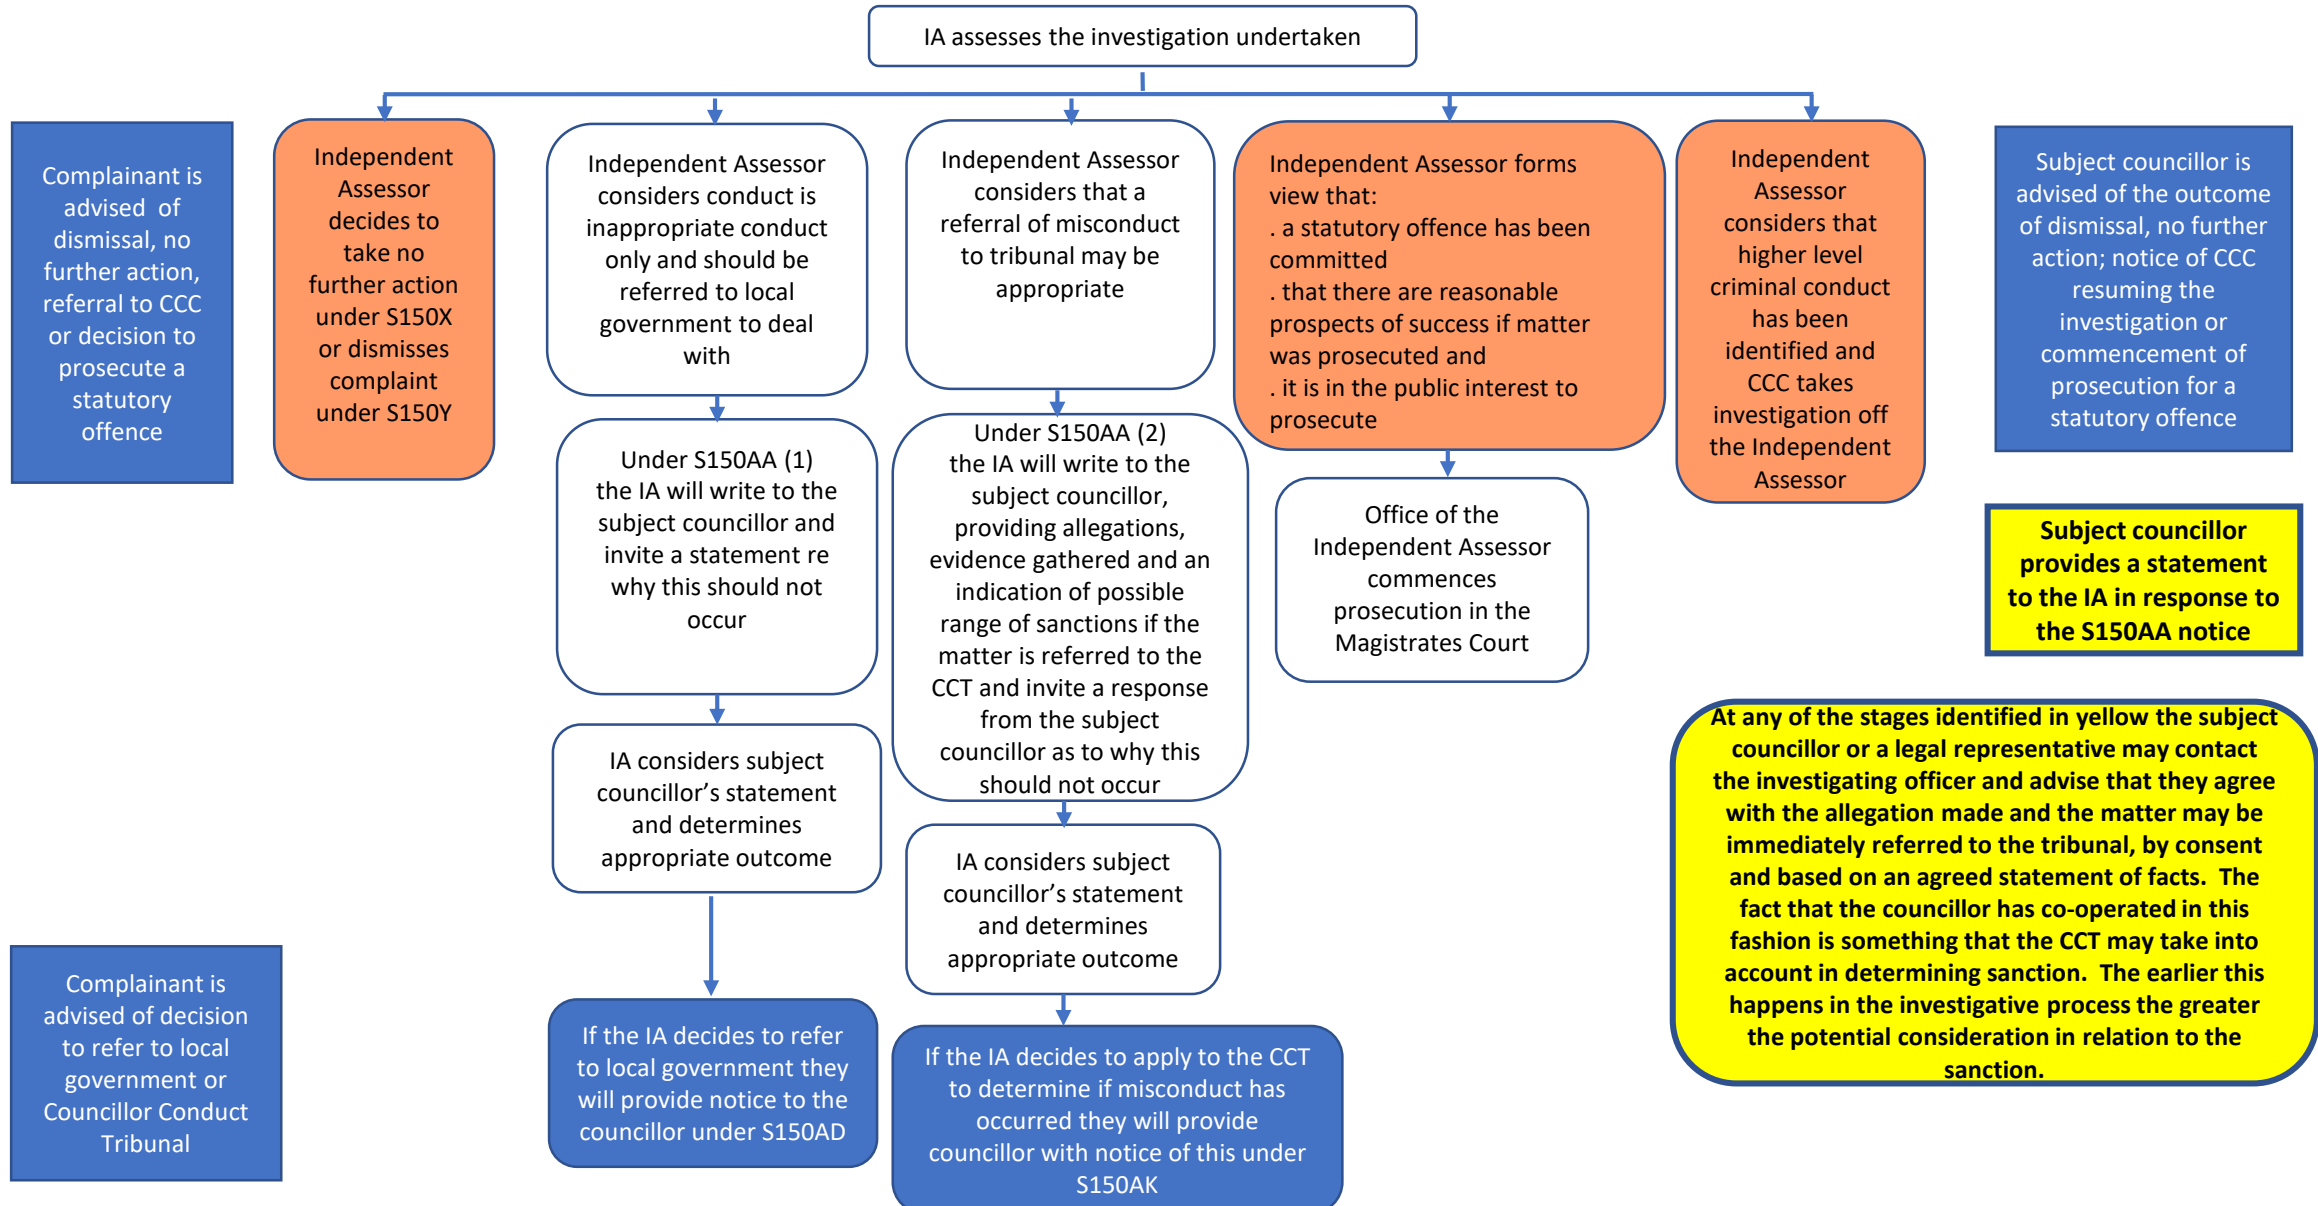 IA assesses the investigation undertaken
Complainant is
advised of
dismissal, no
further action,
referral to CCC
or decision to
prosecute a
statutory
offence
Independent
Assessor
decides to
take no
further action
under S150X
or dismisses
complaint
under S150Y
Independent Assessor
considers conduct is
inappropriate conduct
only and should be
referred to local
government to deal
with
Independent Assessor
considers that a
referral of misconduct
to tribunal may be
appropriate
Independent Assessor forms
view that:
. a statutory offence has been
committed
. that there are reasonable
prospects of success if matter
was prosecuted and
. it is in the public interest to
prosecute
Independent
Assessor
considers that
higher level
criminal conduct
has been
identified and
CCC takes
investigation off
the Independent
Assessor
Subject councillor is
advised of the outcome
of dismissal, no further
action; notice of CCC
resuming the
investigation or
commencement of
prosecution for a
statutory offence
Under S150AA (1)
the IA will write to the
subject councillor and
invite a statement re
why this should not
occur
Under S150AA (2)
the IA will write to the
subject councillor,
providing allegations,
evidence gathered and an
indication of possible
range of sanctions if the
matter is referred to the
CCT and invite a response
from the subject
councillor as to why this
should not occur
Office of the
Independent Assessor
commences
prosecution in the
Magistrates Court
Subject councillor
provides a statement
to the IA in response to
the S150AA notice
IA considers subject
councillor’s statement
and determines
appropriate outcome
IA considers subject
councillor’s statement
and determines
appropriate outcome
At any of the stages identified in yellow the subject
councillor or a legal representative may contact
the investigating officer and advise that they agree
with the allegation made and the matter may be
immediately referred to the tribunal, by consent
and based on an agreed statement of facts. The
fact that the councillor has co-operated in this
fashion is something that the CCT may take into
account in determining sanction. The earlier this
happens in the investigative process the greater
the potential consideration in relation to the
sanction.
Complainant is
advised of decision
to refer to local
government or
Councillor Conduct
Tribunal
If the IA decides to refer
to local government they
will provide notice to the
councillor under S150AD
If the IA decides to apply to the CCT
to determine if misconduct has
occurred they will provide
councillor with notice of this under
S150AK